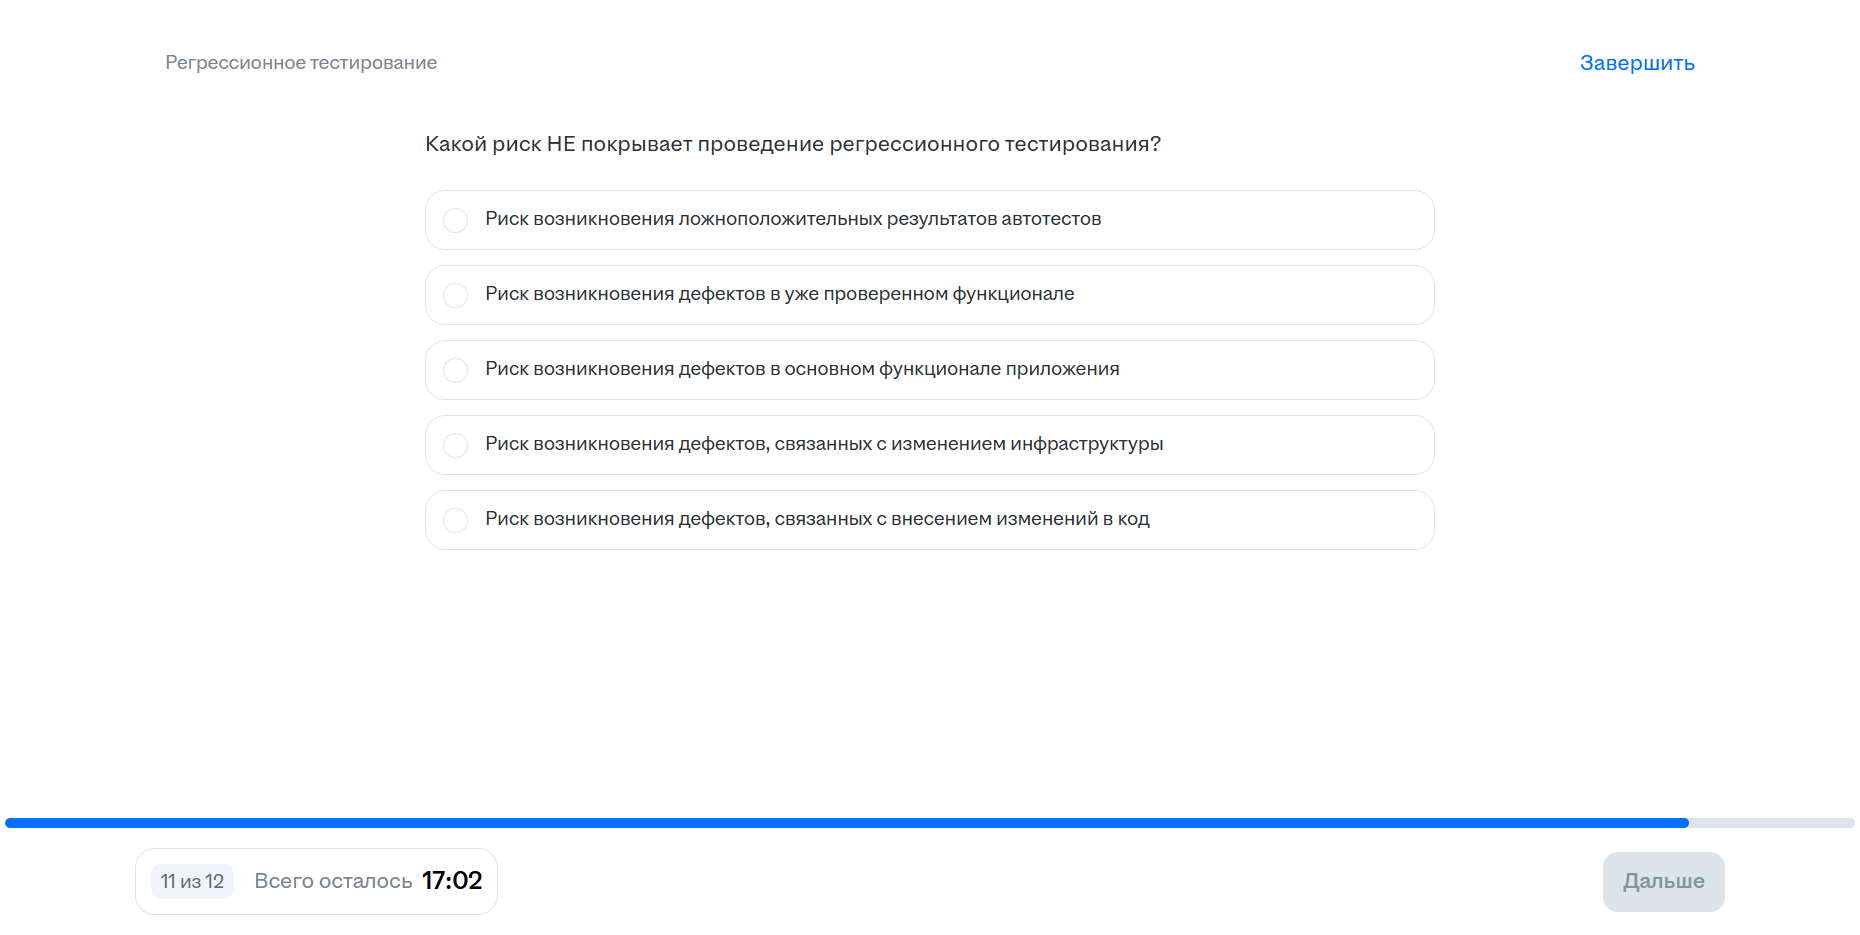 Регрессионное тестирование
Завершить
Какой риск НЕ покрывает проведение регрессионного тестирования?
Риск возникновения ложноположительных результатов автотестов
Риск возникновения дефектов в уже проверенном функционале
Риск возникновения дефектов в основном функционале приложения
Риск возникновения дефектов, связанных с изменением инфраструктуры
Риск возникновения дефектов, связанных с внесением изменений в код
11 из 12 Всего осталось 17:02
Дальше